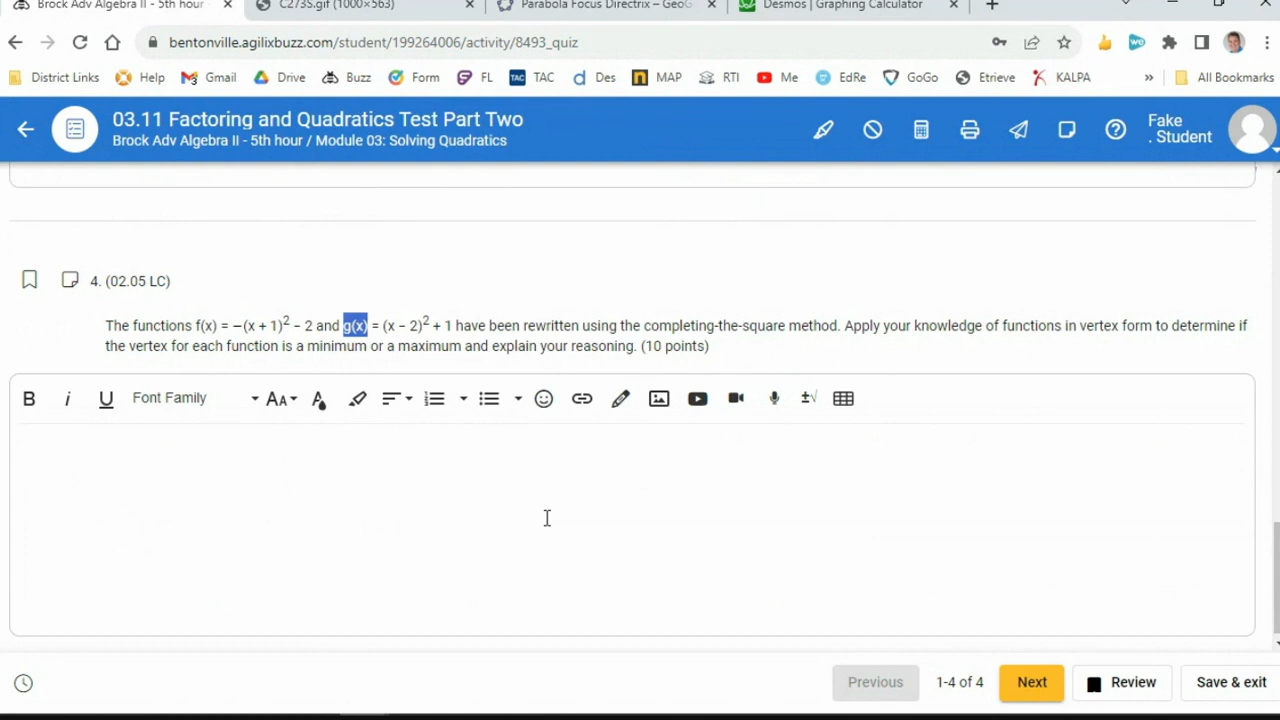 Brock Adv Algebra II - 5th hour
C273S.gif (1000×563)
Parabola Focus Directrix – GeoG
Desmos | Graphing Calculator
bentonville.agilixbuzz.com/student/199264006/activity/8493_quiz
District Links Help Gmail Drive Buzz Form FL TAC TAC Des MAP RTI Me EdRe GoGo Etrieve KALPA » All Bookmarks
03.11 Factoring and Quadratics Test Part Two
Brock Adv Algebra II - 5th hour / Module 03: Solving Quadratics
Fake
. Student
4. (02.05 LC)
The functions f(x) = −(x + 1)² − 2 and g(x) = (x − 2)² + 1 have been rewritten using the completing-the-square method. Apply your knowledge of functions in vertex form to determine if
the vertex for each function is a minimum or a maximum and explain your reasoning. (10 points)
B i U Font Family AA A
Previous 1-4 of 4 Next Review Save & exit